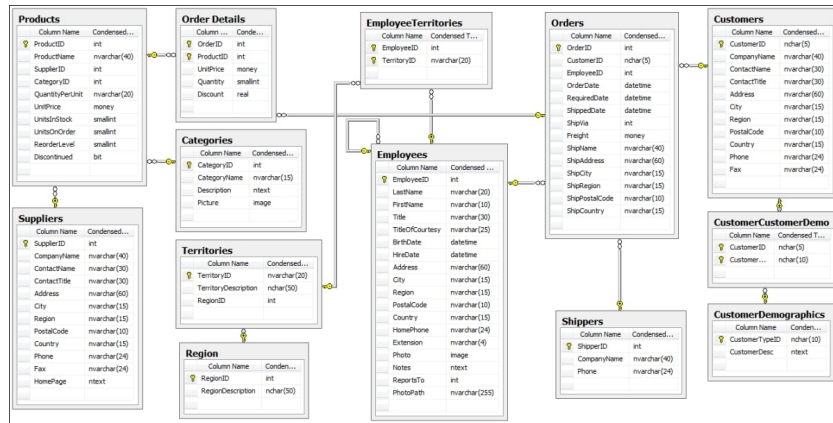 Products
Column Name Condensed...
ProductID int
ProductName nvarchar(40)
SupplierID int
CategoryID int
QuantityPerUnit nvarchar(20)
UnitPrice money
UnitsInStock smallint
UnitsOnOrder smallint
ReorderLevel smallint
Discontinued bit
Order Details
Column Name Conde...
OrderID int
ProductID int
UnitPrice money
Quantity smallint
Discount real
EmployeeTerritories
Column Name Condensed T...
EmployeeID int
TerritoryID nvarchar(20)
Orders
Column Name Condensed...
OrderID int
CustomerID nchar(5)
EmployeeID int
OrderDate datetime
RequiredDate datetime
ShippedDate datetime
ShipVia int
Freight money
ShipName nvarchar(40)
ShipAddress nvarchar(60)
ShipCity nvarchar(15)
ShipRegion nvarchar(15)
ShipPostalCode nvarchar(10)
ShipCountry nvarchar(15)
Customers
Column Name Condensed...
CustomerID nchar(5)
CompanyName nvarchar(40)
ContactName nvarchar(30)
ContactTitle nvarchar(30)
Address nvarchar(60)
City nvarchar(15)
Region nvarchar(15)
PostalCode nvarchar(10)
Country nvarchar(15)
Phone nvarchar(24)
Fax nvarchar(24)
Categories
Column Name Condensed...
CategoryID int
CategoryName nvarchar(15)
Description ntext
Picture image
Employees
Column Name Condensed ...
EmployeeID int
LastName nvarchar(20)
FirstName nvarchar(10)
Title nvarchar(30)
TitleOfCourtesy nvarchar(25)
BirthDate datetime
HireDate datetime
Address nvarchar(60)
City nvarchar(15)
Region nvarchar(15)
PostalCode nvarchar(10)
Country nvarchar(15)
HomePhone nvarchar(24)
Extension nvarchar(4)
Photo image
Notes ntext
ReportsTo int
PhotoPath nvarchar(255)
Suppliers
Column Name Condensed...
SupplierID int
CompanyName nvarchar(40)
ContactName nvarchar(30)
ContactTitle nvarchar(30)
Address nvarchar(60)
City nvarchar(15)
Region nvarchar(15)
PostalCode nvarchar(10)
Country nvarchar(15)
Phone nvarchar(24)
Fax nvarchar(24)
HomePage ntext
Territories
Column Name Condensed...
TerritoryID nvarchar(20)
TerritoryDescription nchar(50)
RegionID int
Region
Column Name Conden...
RegionID int
RegionDescription nchar(50)
CustomerCustomerDemo
Column Name Condensed T...
CustomerID nchar(5)
Customer... nchar(10)
Shippers
Column Name Condensed...
ShipperID int
CompanyName nvarchar(40)
Phone nvarchar(24)
CustomerDemographics
Column Name Conden...
CustomerTypeID nchar(10)
CustomerDesc ntext